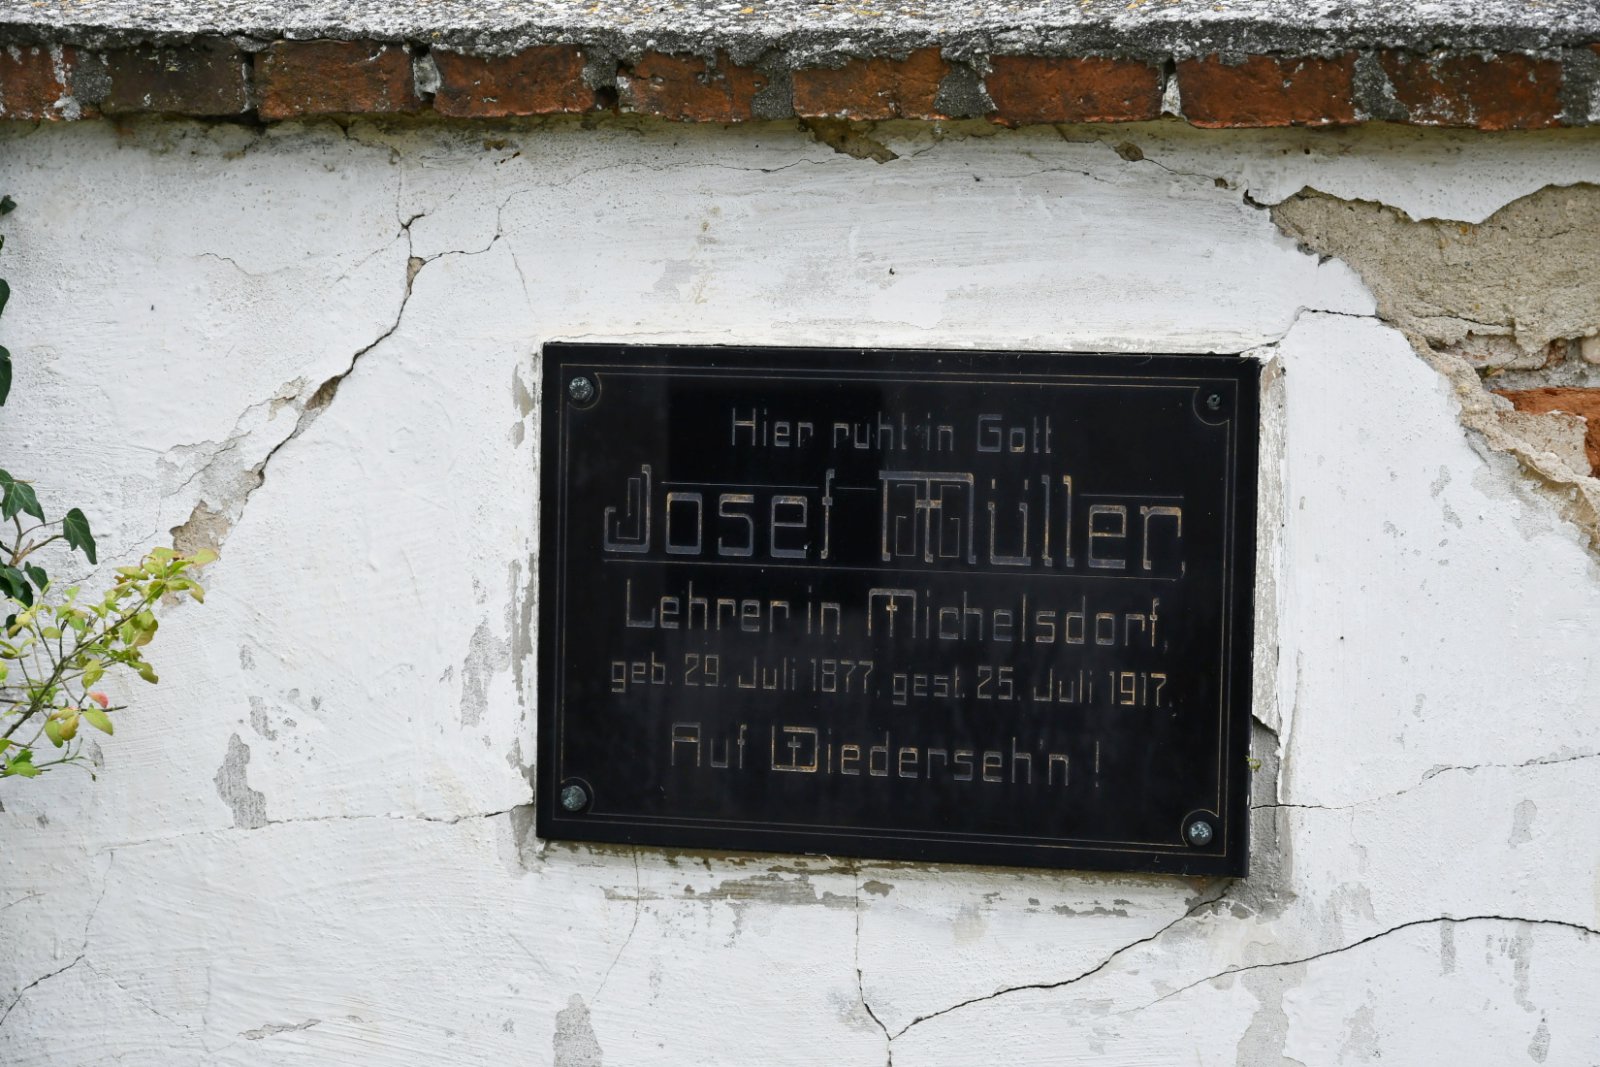 Hier ruht in Gott
Josef Müller,
Lehrer in Michelsdorf,
geb. 29. Juli 1877, gest. 25. Juli 1917.
Auf Wiederseh'n!